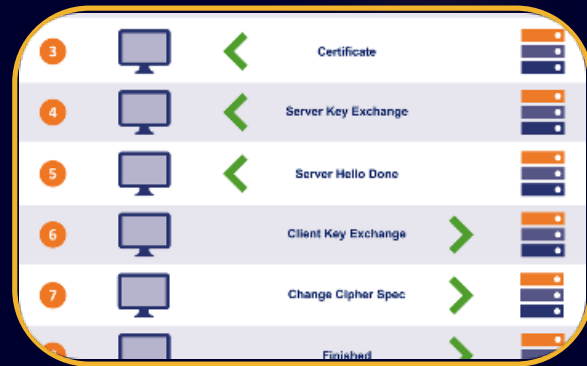 3 Certificate
4 Server Key Exchange
5 Server Hello Done
6 Client Key Exchange
7 Change Cipher Spec
Finished